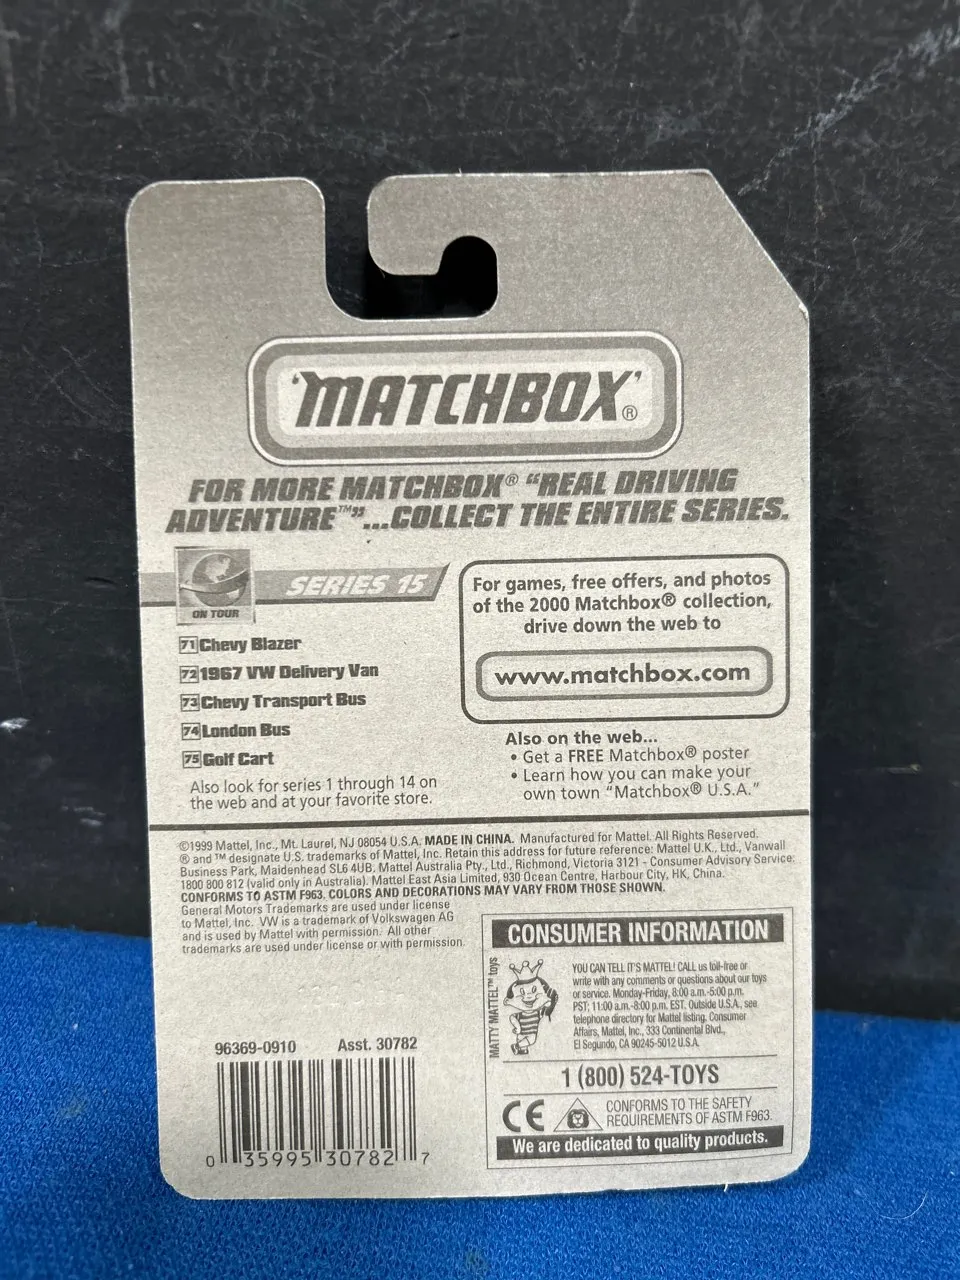 'MATCHBOX'®
FOR MORE MATCHBOX® "REAL DRIVING
ADVENTURE™"...COLLECT THE ENTIRE SERIES.
ON TOUR
SERIES 15
71 Chevy Blazer
72 1967 VW Delivery Van
73 Chevy Transport Bus
74 London Bus
75 Golf Cart
Also look for series 1 through 14 on
the web and at your favorite store.
For games, free offers, and photos
of the 2000 Matchbox® collection,
drive down the web to
www.matchbox.com
Also on the web...
• Get a FREE Matchbox® poster
• Learn how you can make your
own town "Matchbox® U.S.A."
©1999 Mattel, Inc., Mt. Laurel, NJ 08054 U.S.A. MADE IN CHINA. Manufactured for Mattel. All Rights Reserved.
® and ™ designate U.S. trademarks of Mattel, Inc. Retain this address for future reference: Mattel U.K., Ltd., Vanwall
Business Park, Maidenhead SL6 4UB. Mattel Australia Pty., Ltd., Richmond, Victoria 3121 - Consumer Advisory Service:
1800 800 812 (valid only in Australia). Mattel East Asia Limited, 930 Ocean Centre, Harbour City, HK, China.
CONFORMS TO ASTM F963. COLORS AND DECORATIONS MAY VARY FROM THOSE SHOWN.
General Motors Trademarks are used under license
to Mattel, Inc. VW is a trademark of Volkswagen AG
and is used by Mattel with permission. All other
trademarks are used under license or with permission.
96369-0910 Asst. 30782
0 35995 30782 7
CONSUMER INFORMATION
MATTY MATTEL™ toys
YOU CAN TELL IT'S MATTEL! CALL us toll-free or
write with any comments or questions about our toys
or service. Monday-Friday, 8:00 a.m.-5:00 p.m.
PST; 11:00 a.m.-8:00 p.m. EST. Outside U.S.A., see
telephone directory for Mattel listing. Consumer
Affairs, Mattel, Inc., 333 Continental Blvd.,
El Segundo, CA 90245-5012 U.S.A.
1 (800) 524-TOYS
CE
CONFORMS TO THE SAFETY
REQUIREMENTS OF ASTM F963.
We are dedicated to quality products.